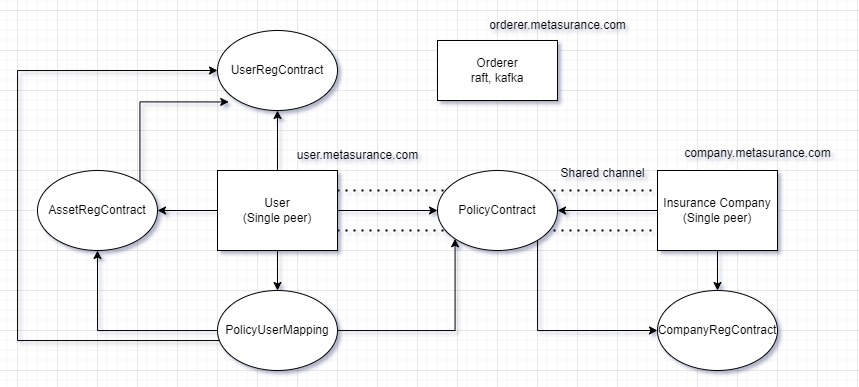 orderer.metasurance.com
UserRegContract
Orderer
raft, kafka
user.metasurance.com
company.metasurance.com
Shared channel
AssetRegContract
User
(Single peer)
PolicyContract
Insurance Company
(Single peer)
PolicyUserMapping
CompanyRegContract